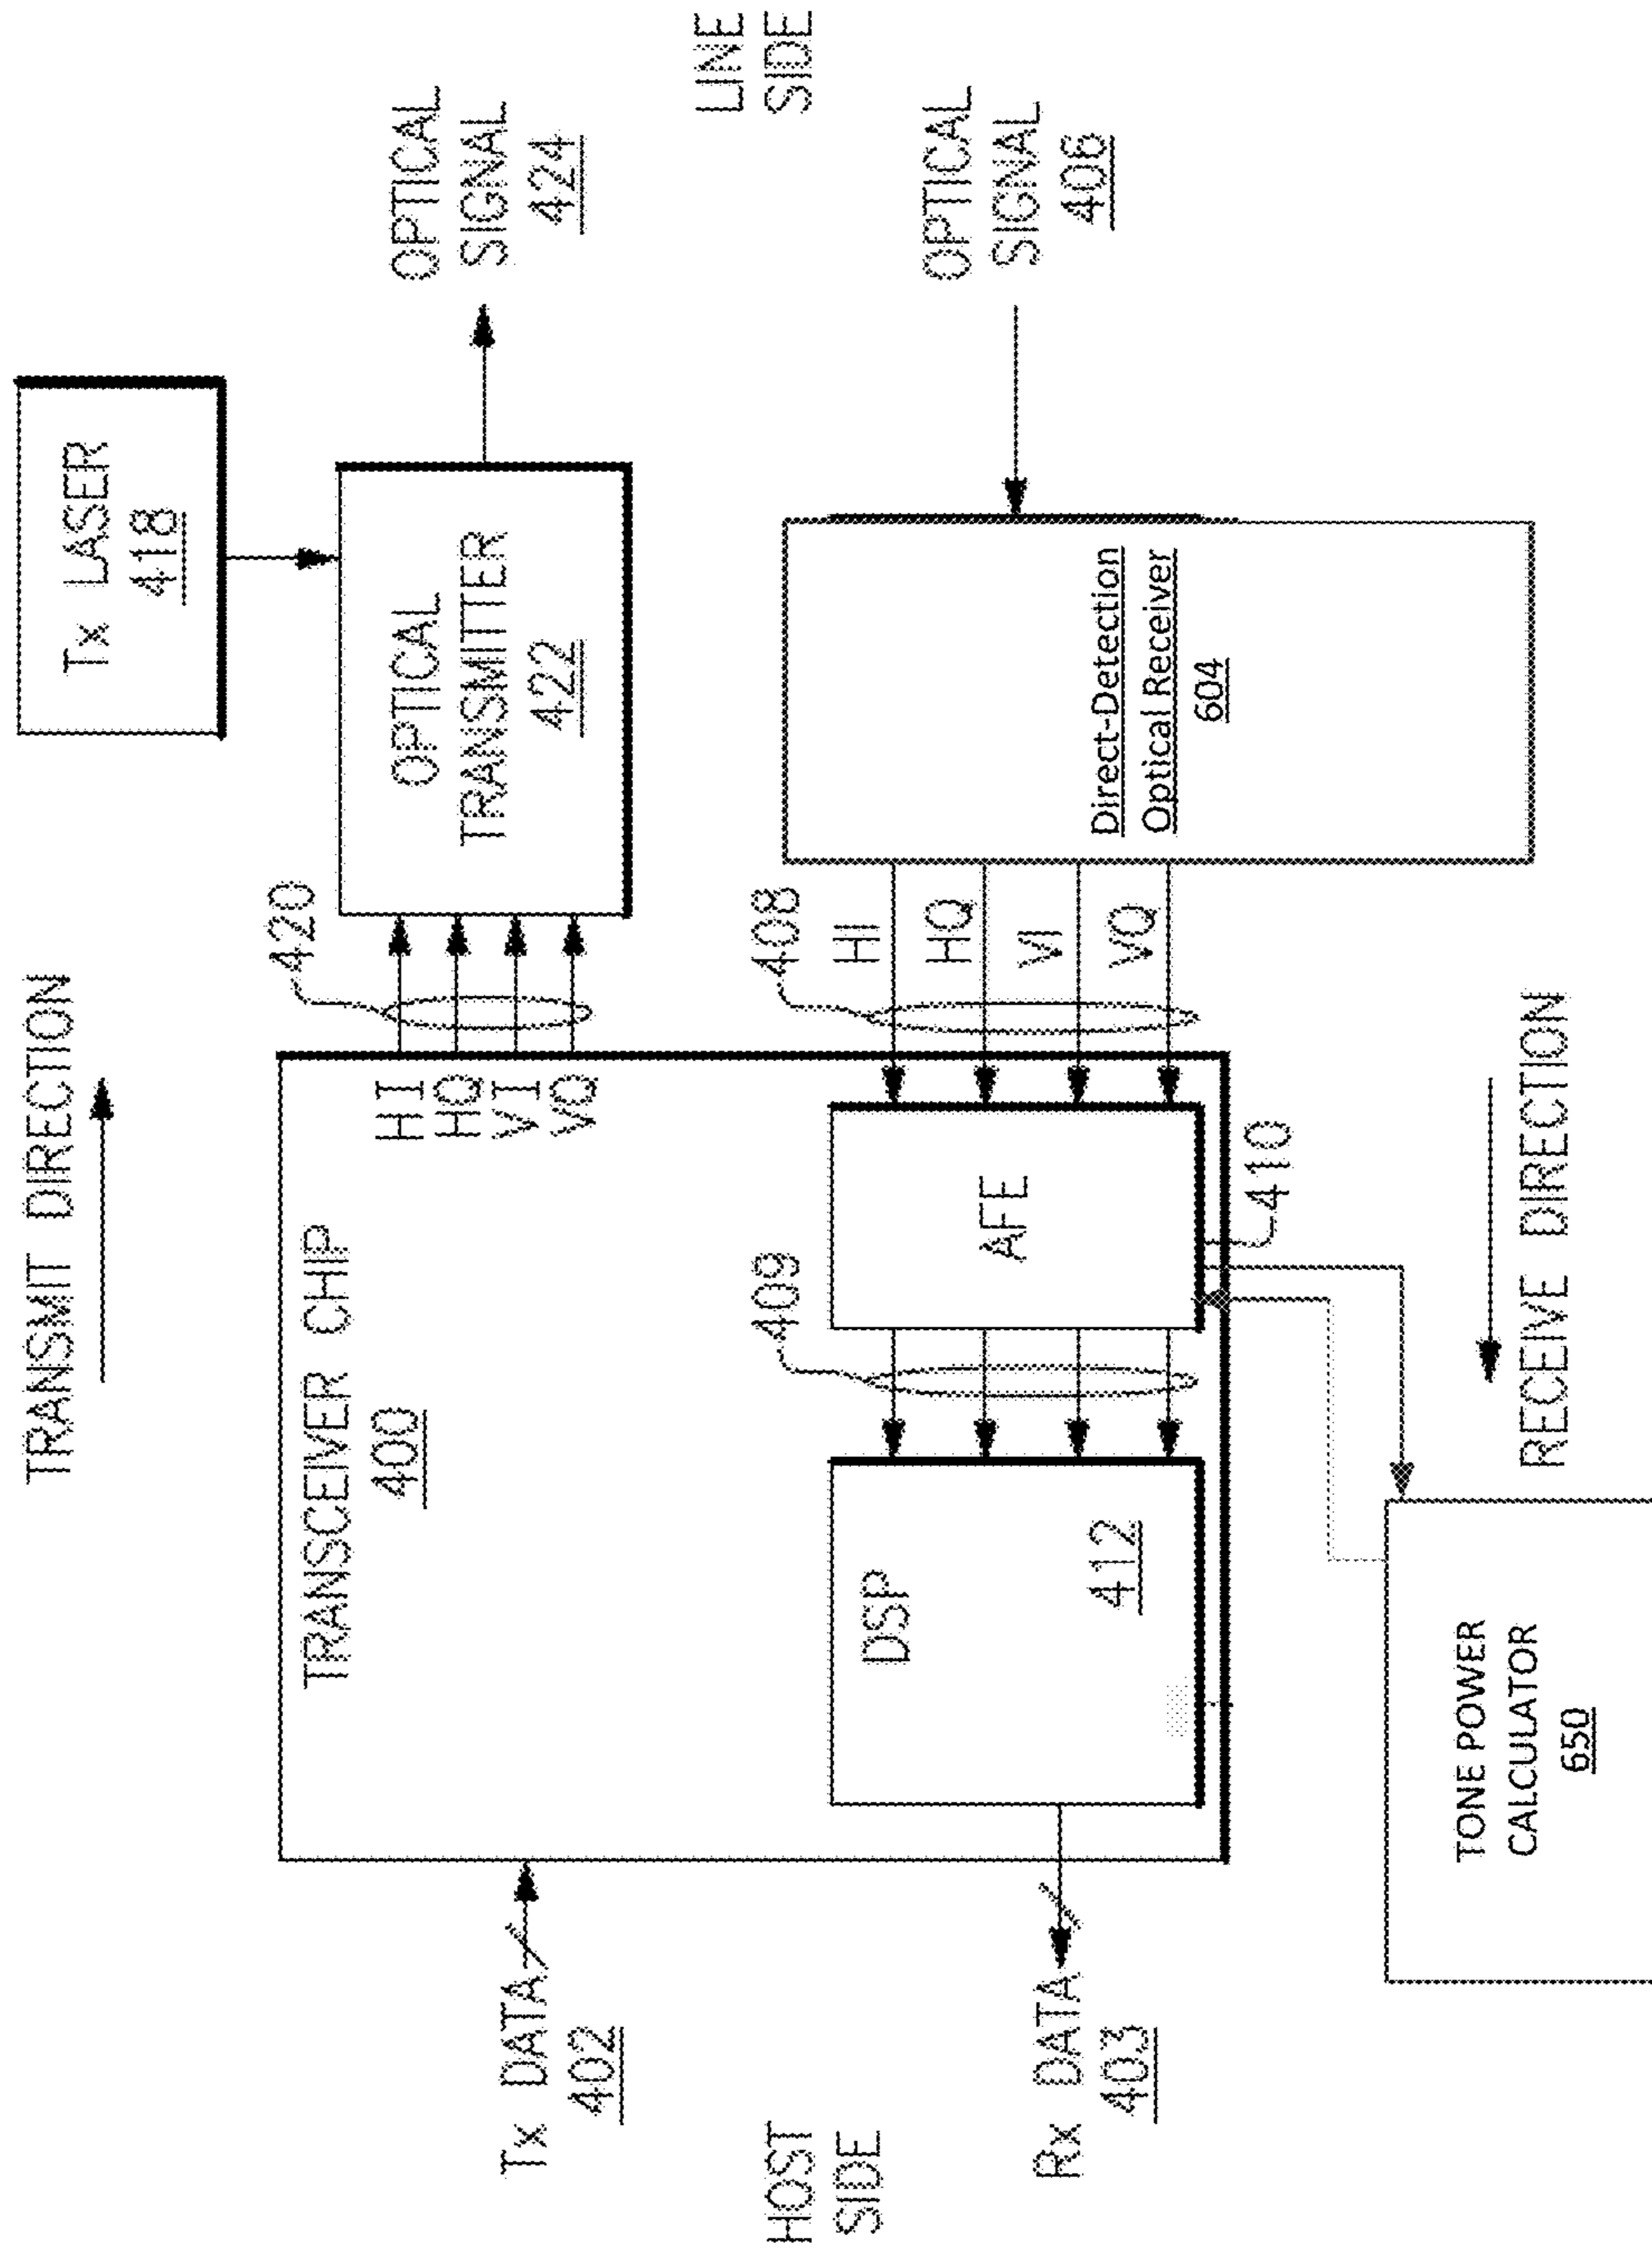 TRANSMIT DIRECTION
Tx LASER
418
TRANSCEIVER CHIP
400
HI
HQ
VI
VQ
420
OPTICAL
TRANSMITTER
422
OPTICAL
SIGNAL
424
Tx DATA
402
HOST
SIDE
LINE
SIDE
Rx DATA
403
DSP
412
409
AFE
410
408
HI
HQ
VI
VQ
Direct-Detection
Optical Receiver
604
OPTICAL
SIGNAL
406
TONE POWER
CALCULATOR
650
RECEIVE DIRECTION